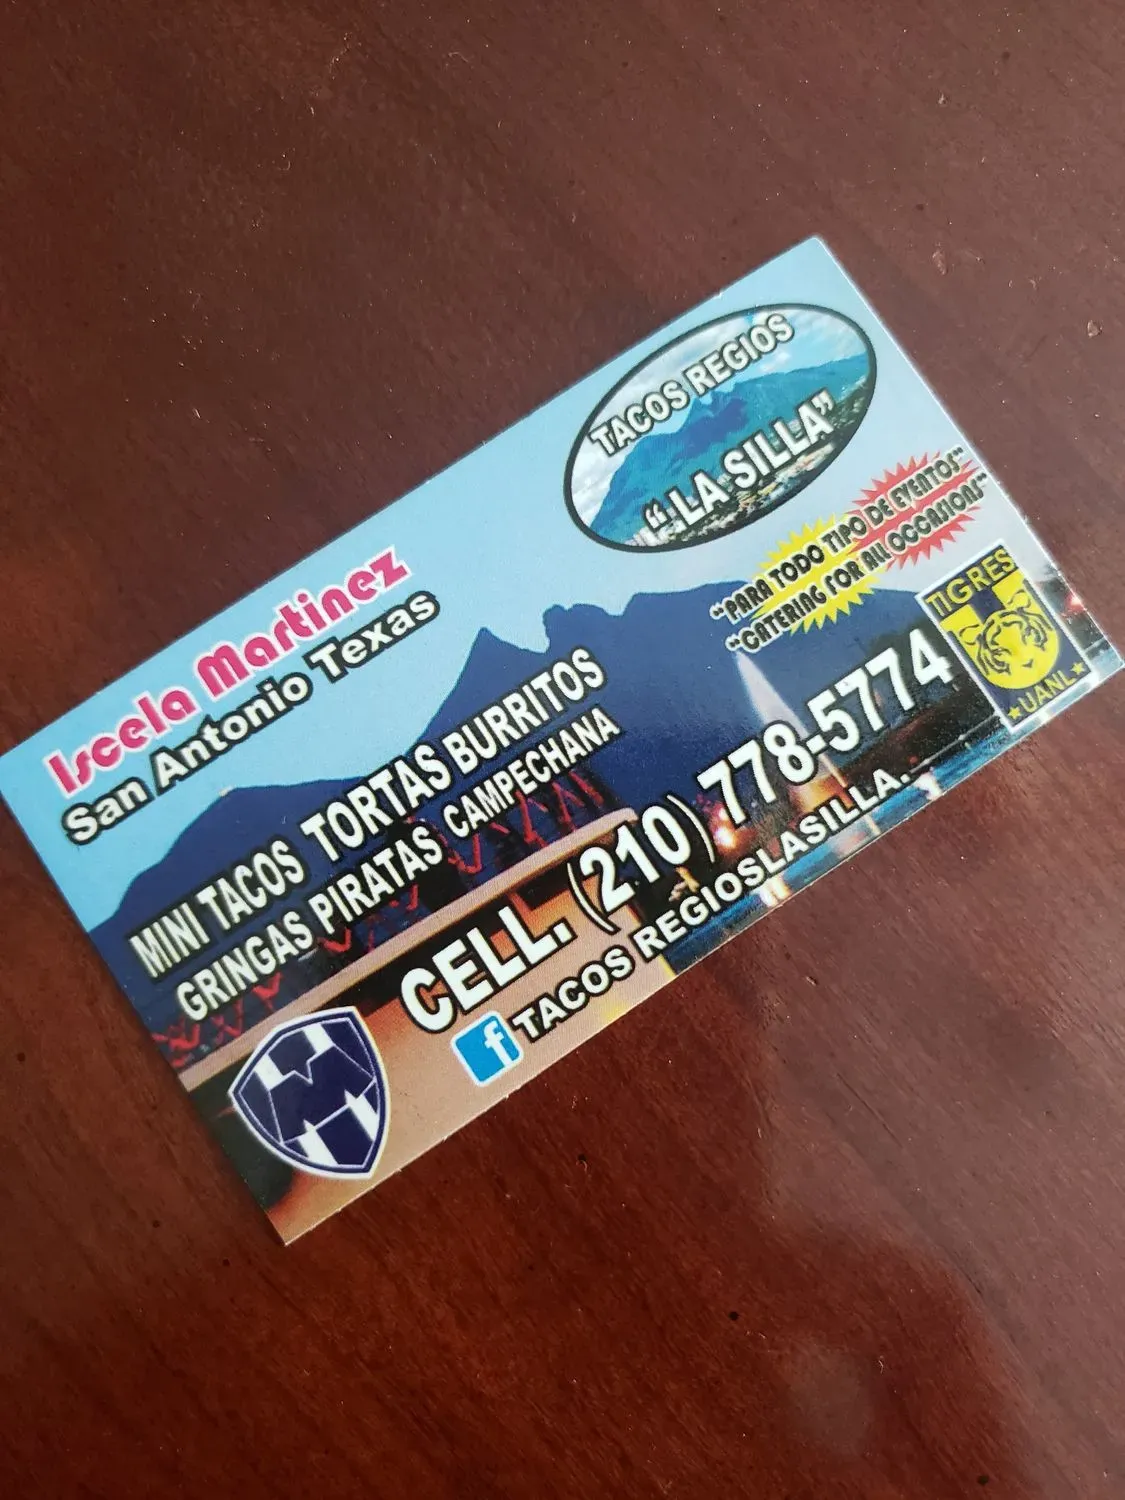 TACOS REGIOS
"LA SILLA"
Iscela Martinez
San Antonio Texas
"PARA TODO TIPO DE EVENTOS"
"CATERING FOR All OCCASIONS"
MINI TACOS TORTAS BURRITOS
GRINGAS PIRATAS CAMPECHANA
TIGRES
UANL
CELL. (210) 778-5774
f TACOS REGIOSLASILLA.
M